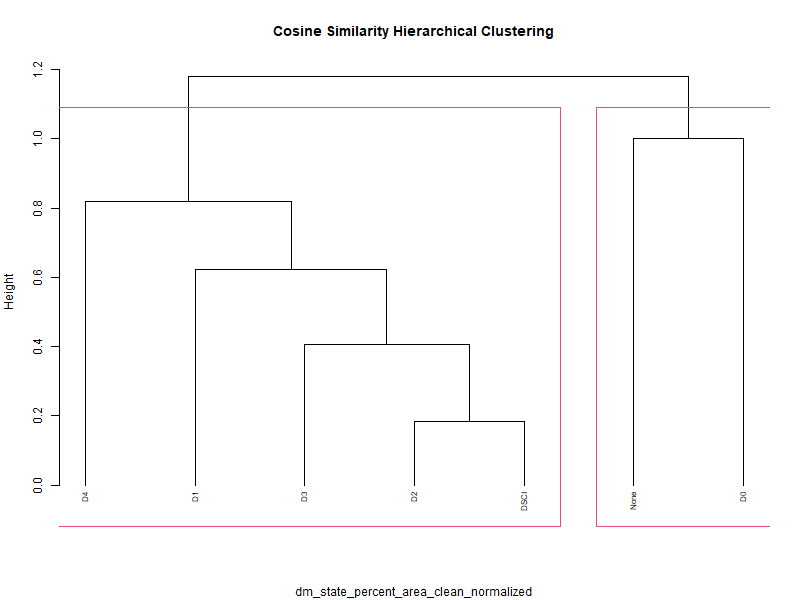 Cosine Similarity Hierarchical Clustering
Height
1.2
1.0
0.8
0.6
0.4
0.2
0.0
D4
D1
D3
D2
DSCI
None
D0
dm_state_percent_area_clean_normalized